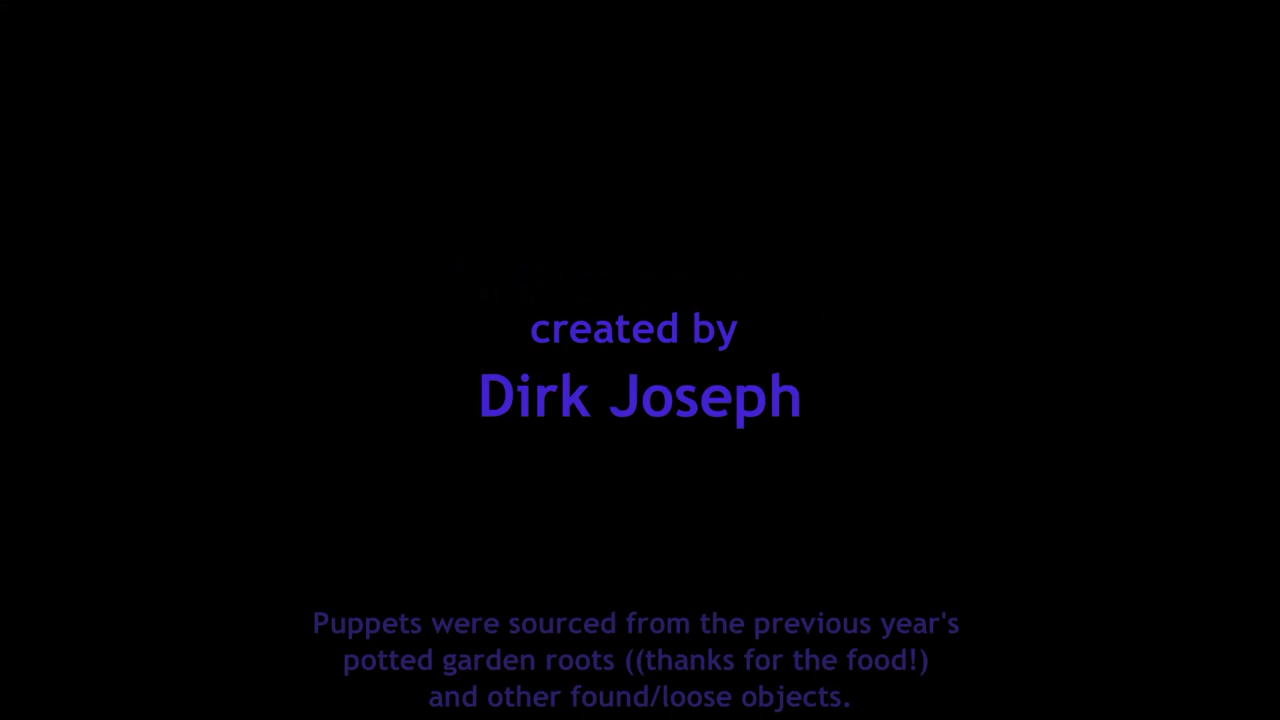 created by
Dirk Joseph
Puppets were sourced from the previous year's
potted garden roots ((thanks for the food!)
and other found/loose objects.